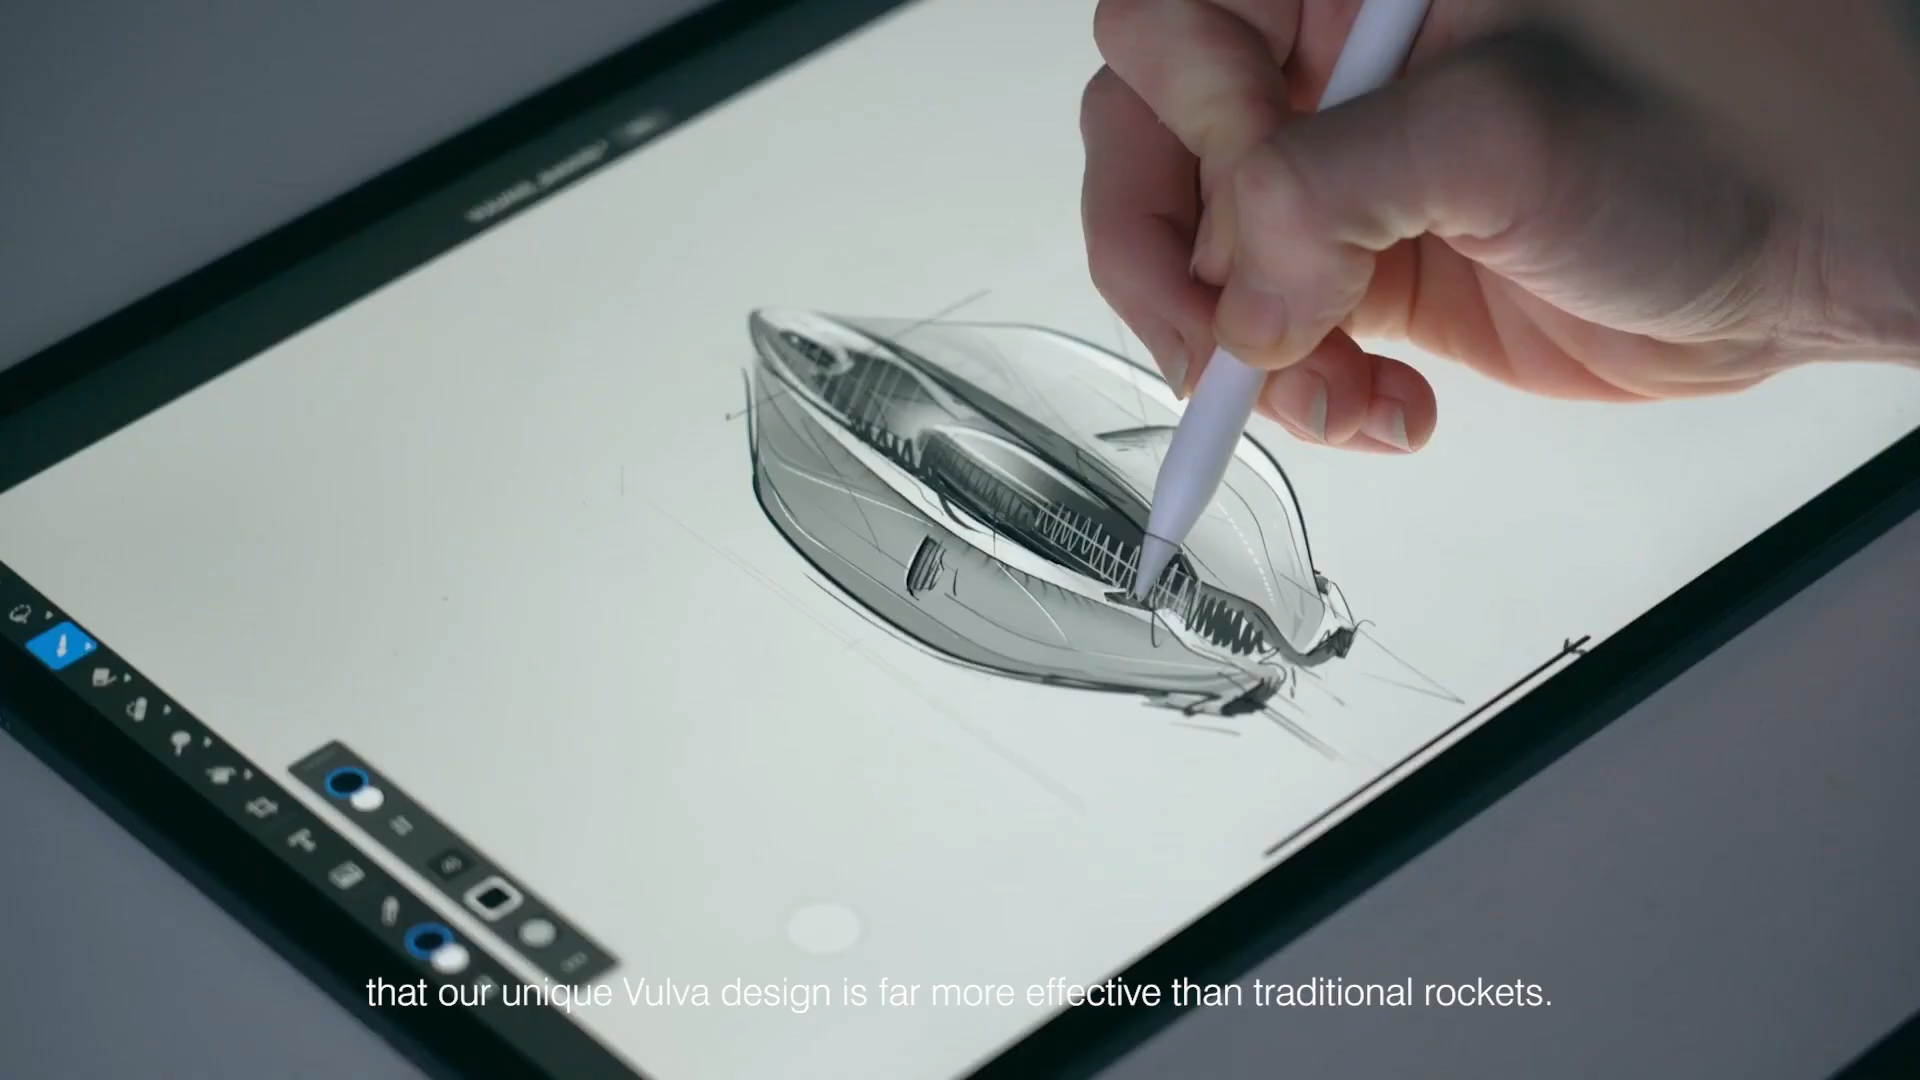 that our unique Vulva design is far more effective than traditional rockets.